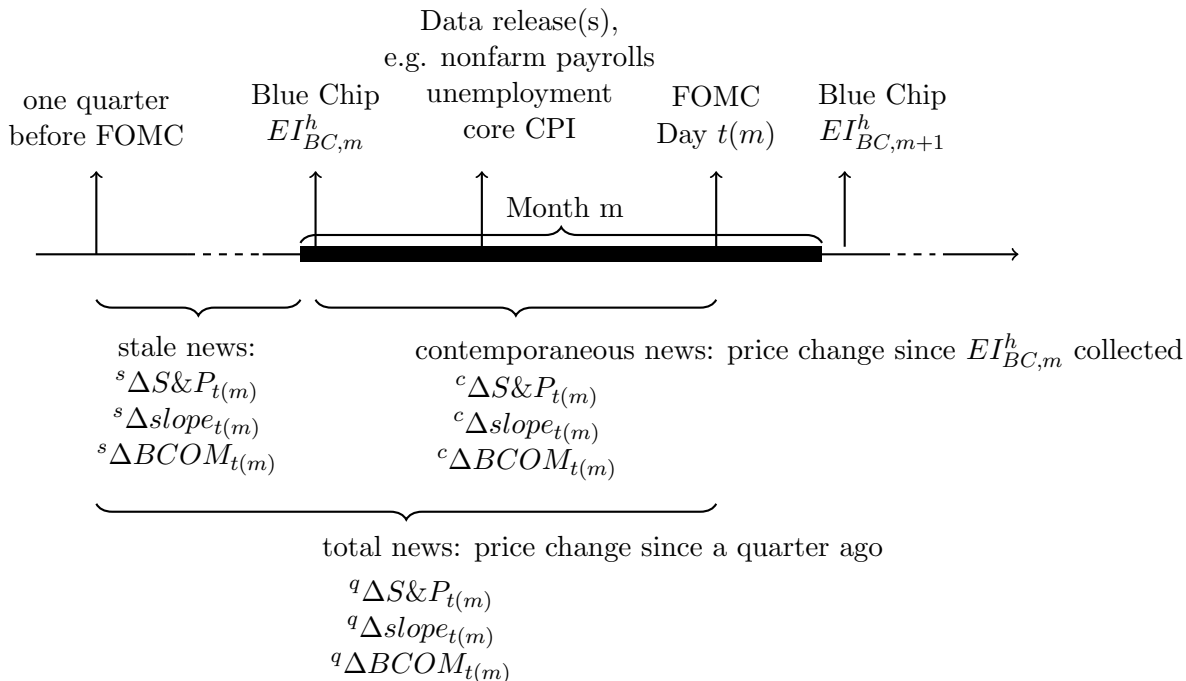 Data release(s),
e.g. nonfarm payrolls
unemployment
core CPI
one quarter
before FOMC
Blue Chip
$EI^h_{BC,m}$
FOMC
Day $t(m)$
Blue Chip
$EI^h_{BC,m+1}$
Month m
stale news:
$^s\Delta S\&P_{t(m)}$
$^s\Delta slope_{t(m)}$
$^s\Delta BCOM_{t(m)}$
contemporaneous news: price change since $EI^h_{BC,m}$ collected
$^c\Delta S\&P_{t(m)}$
$^c\Delta slope_{t(m)}$
$^c\Delta BCOM_{t(m)}$
total news: price change since a quarter ago
$^q\Delta S\&P_{t(m)}$
$^q\Delta slope_{t(m)}$
$^q\Delta BCOM_{t(m)}$